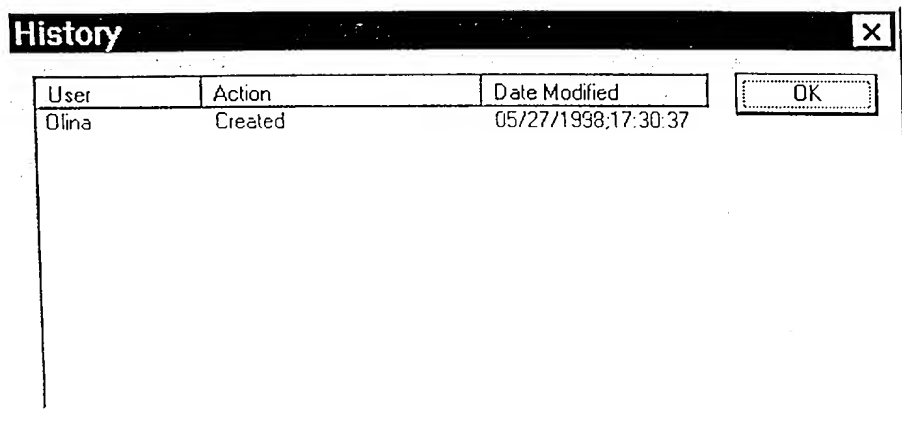 History
User Action Date Modified OK
Olina Created 05/27/1998;17:30:37